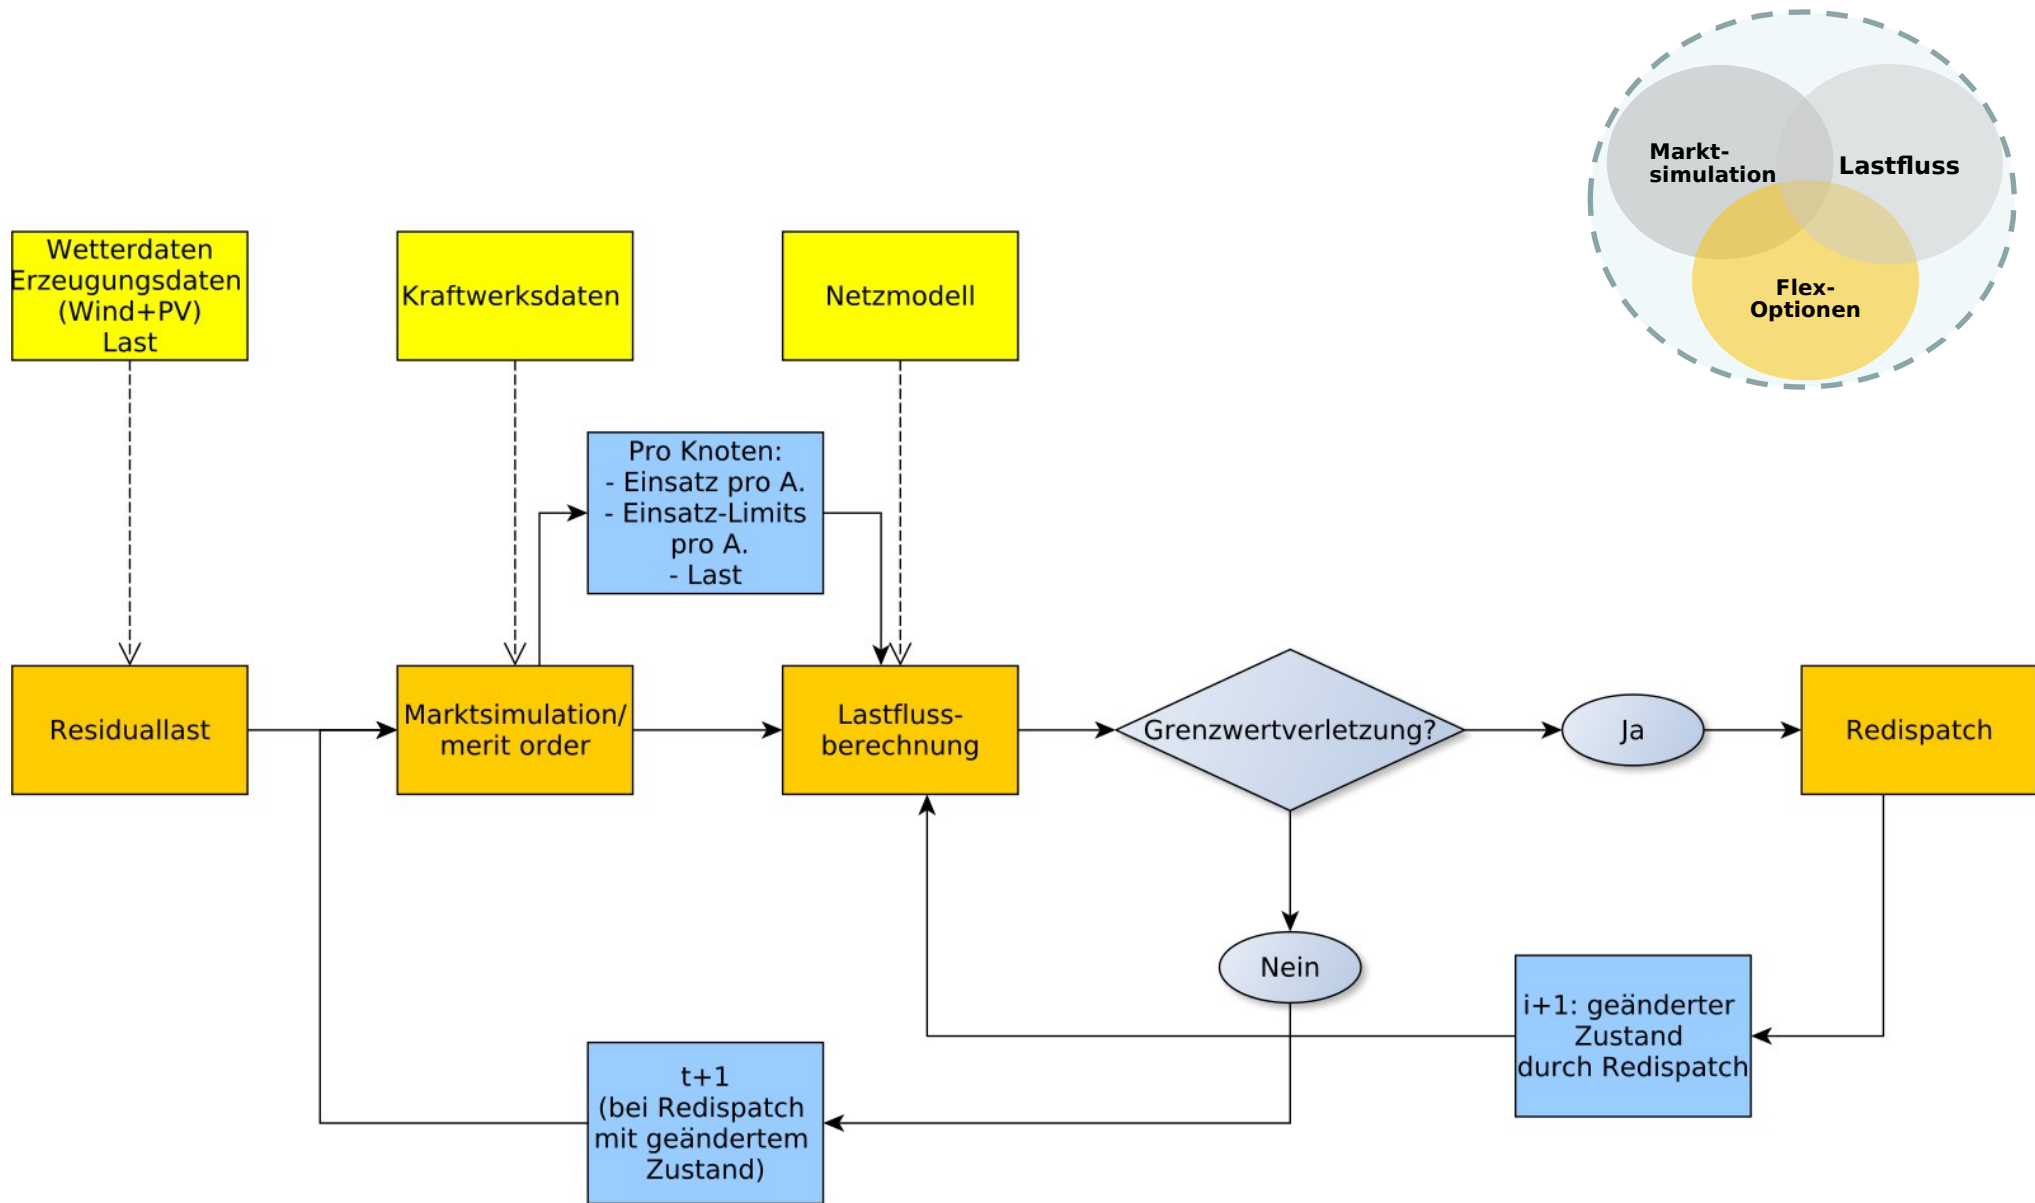 Markt-
simulation
Lastfluss
Flex-
Optionen
Wetterdaten
Erzeugungsdaten
(Wind+PV)
Last
Kraftwerksdaten
Netzmodell
Pro Knoten:
- Einsatz pro A.
- Einsatz-Limits
pro A.
- Last
Residuallast
Marktsimulation/
merit order
Lastfluss-
berechnung
Grenzwertverletzung?
Ja
Redispatch
Nein
i+1: geänderter
Zustand
durch Redispatch
t+1
(bei Redispatch
mit geändertem
Zustand)